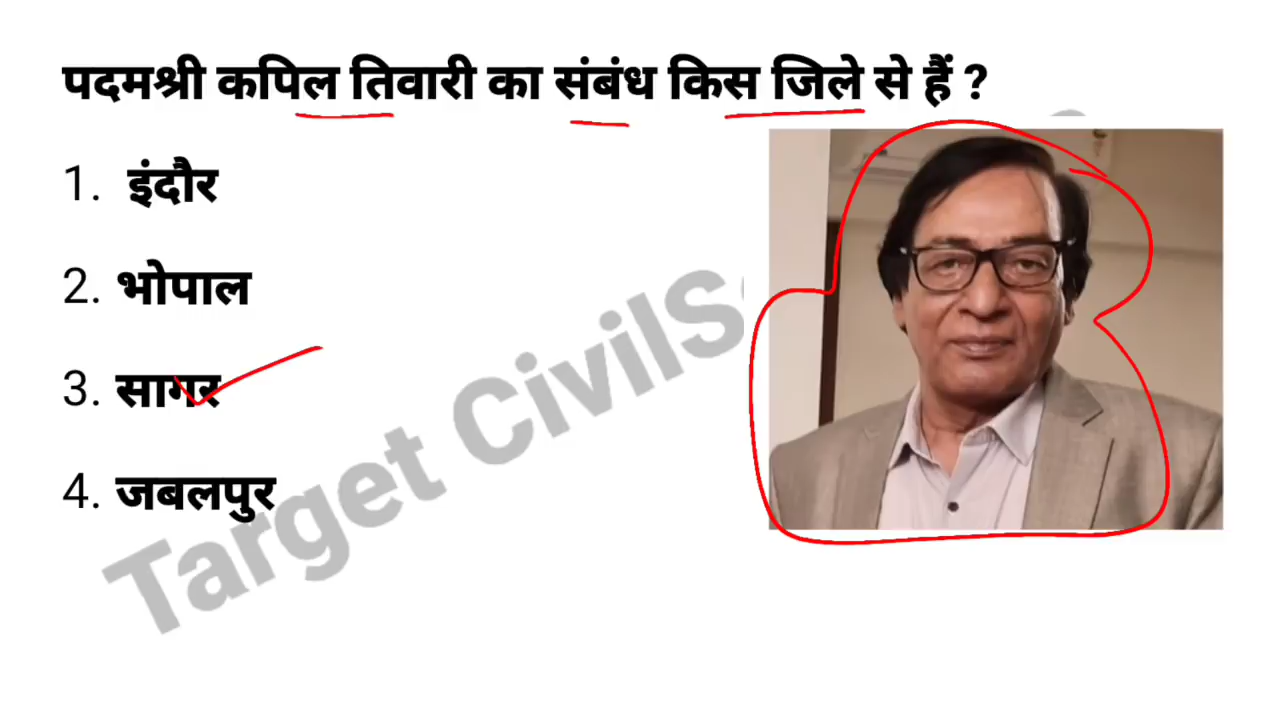 पदमश्री कपिल तिवारी का संबंध किस जिले से हैं ?
1. इंदौर
2. भोपाल
3. सागर
4. जबलपुर
Target CivilS